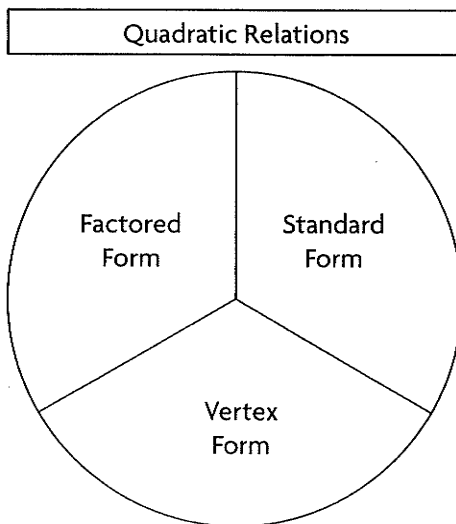 Quadratic Relations
Factored
Form
Standard
Form
Vertex
Form